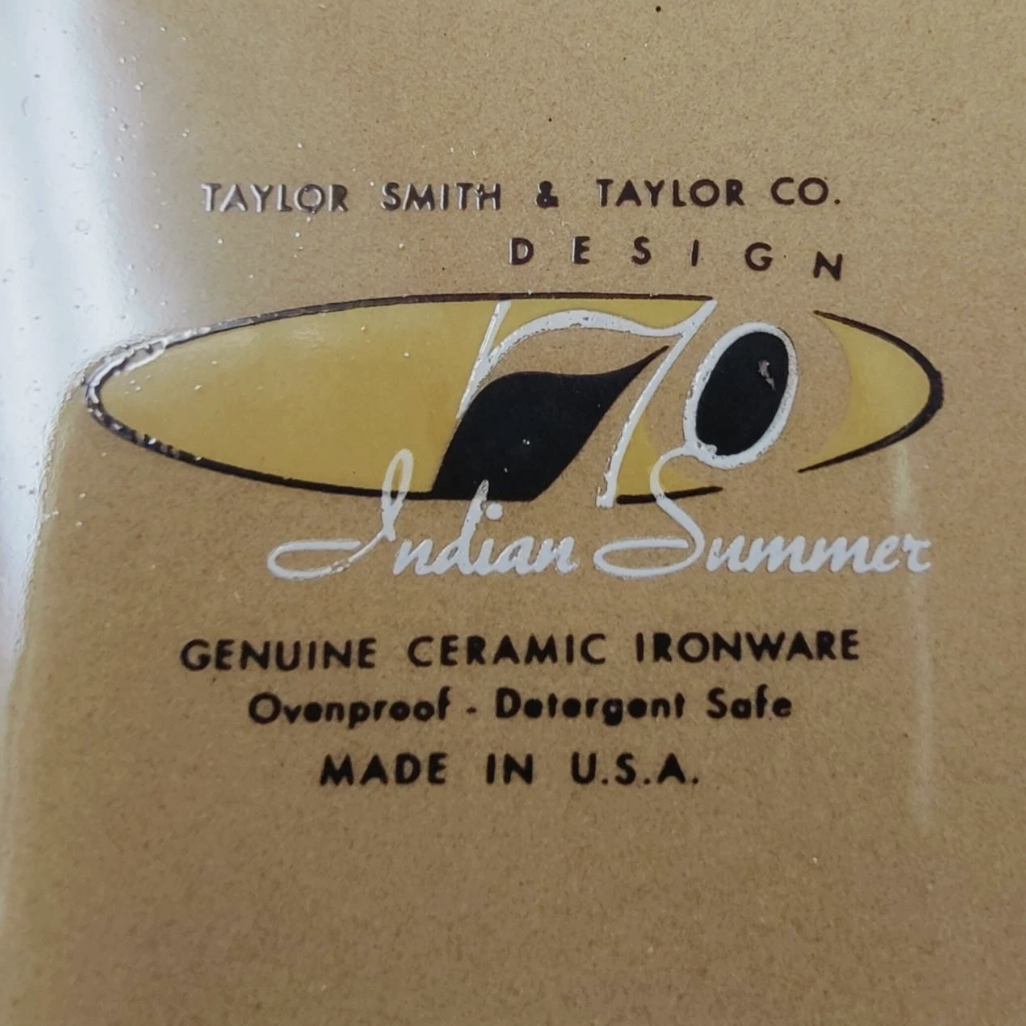 TAYLOR SMITH & TAYLOR CO.
DESIGN
70
Indian Summer
GENUINE CERAMIC IRONWARE
Ovenproof - Detergent Safe
MADE IN U.S.A.